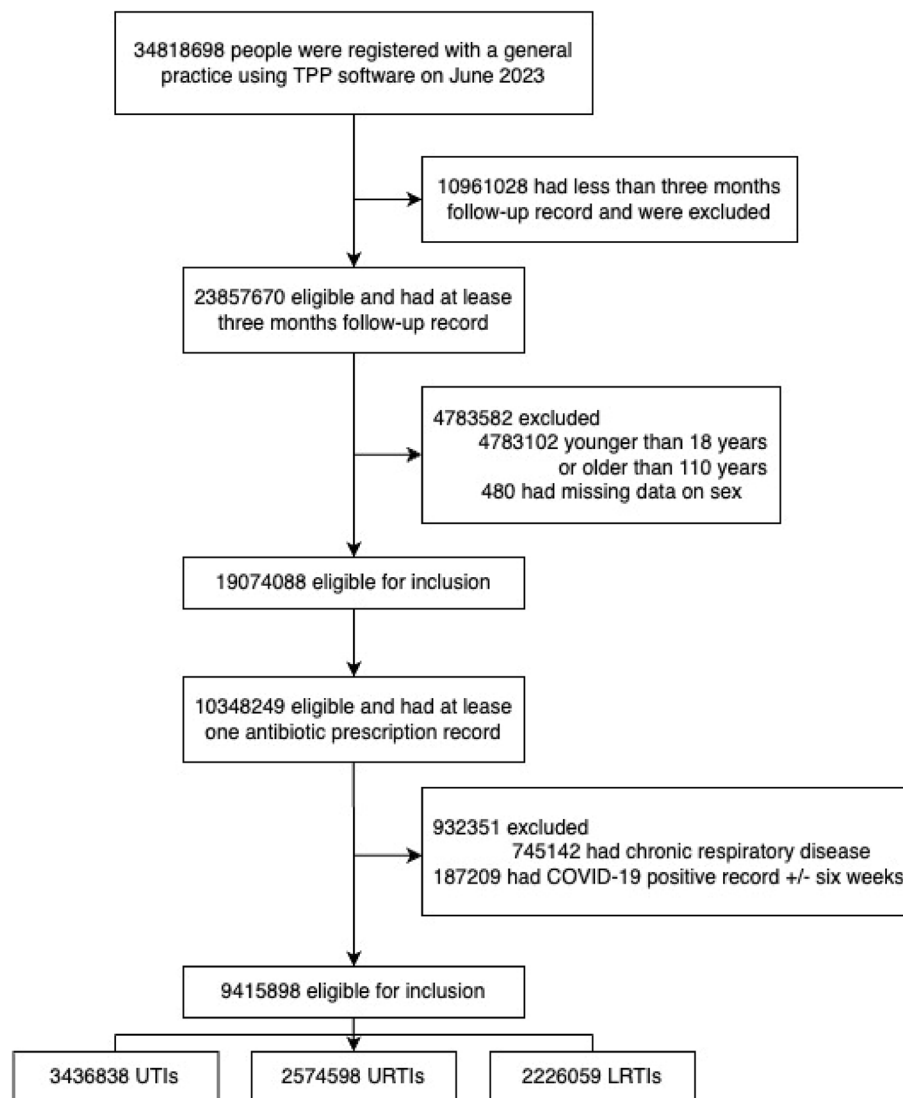 34818698 people were registered with a general
practice using TPP software on June 2023
10961028 had less than three months
follow-up record and were excluded
23857670 eligible and had at lease
three months follow-up record
4783582 excluded
4783102 younger than 18 years
or older than 110 years
480 had missing data on sex
19074088 eligible for inclusion
10348249 eligible and had at lease
one antibiotic prescription record
932351 excluded
745142 had chronic respiratory disease
187209 had COVID-19 positive record +/- six weeks
9415898 eligible for inclusion
3436838 UTIs
2574598 URTIs
2226059 LRTIs